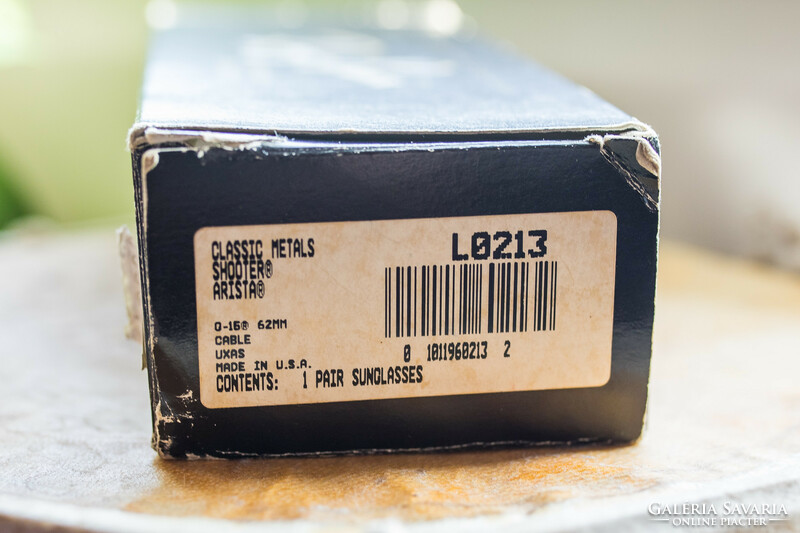 CLASSIC METALS
SHOOTER®
ARISTA®
L0213
G-15® 62MM
CABLE
UXAS
MADE IN U.S.A.
CONTENTS: 1 PAIR SUNGLASSES
0 1011960213 2
GALERIA SAVARIA
ONLINE PIACTÉR